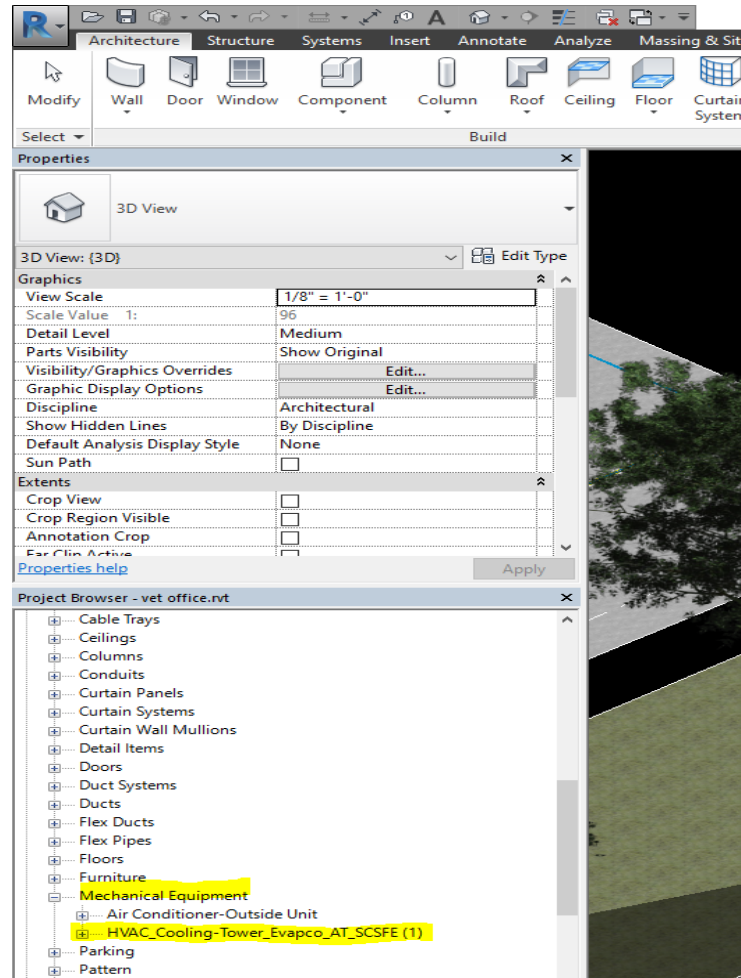 R
A
Architecture Structure Systems Insert Annotate Analyze Massing & Sit
Modify Wall Door Window Component Column Roof Ceiling Floor Curtain
System
Select Build
Properties
3D View
3D View: {3D} Edit Type
Graphics
View Scale 1/8" = 1'-0"
Scale Value 1: 96
Detail Level Medium
Parts Visibility Show Original
Visibility/Graphics Overrides Edit...
Graphic Display Options Edit...
Discipline Architectural
Show Hidden Lines By Discipline
Default Analysis Display Style None
Sun Path
Extents
Crop View
Crop Region Visible
Annotation Crop
Far Clip Active
Properties help Apply
Project Browser - vet office.rvt
Cable Trays
Ceilings
Columns
Conduits
Curtain Panels
Curtain Systems
Curtain Wall Mullions
Detail Items
Doors
Duct Systems
Ducts
Flex Ducts
Flex Pipes
Floors
Furniture
Mechanical Equipment
Air Conditioner-Outside Unit
HVAC_Cooling-Tower_Evapco_AT_SCSFE (1)
Parking
Pattern